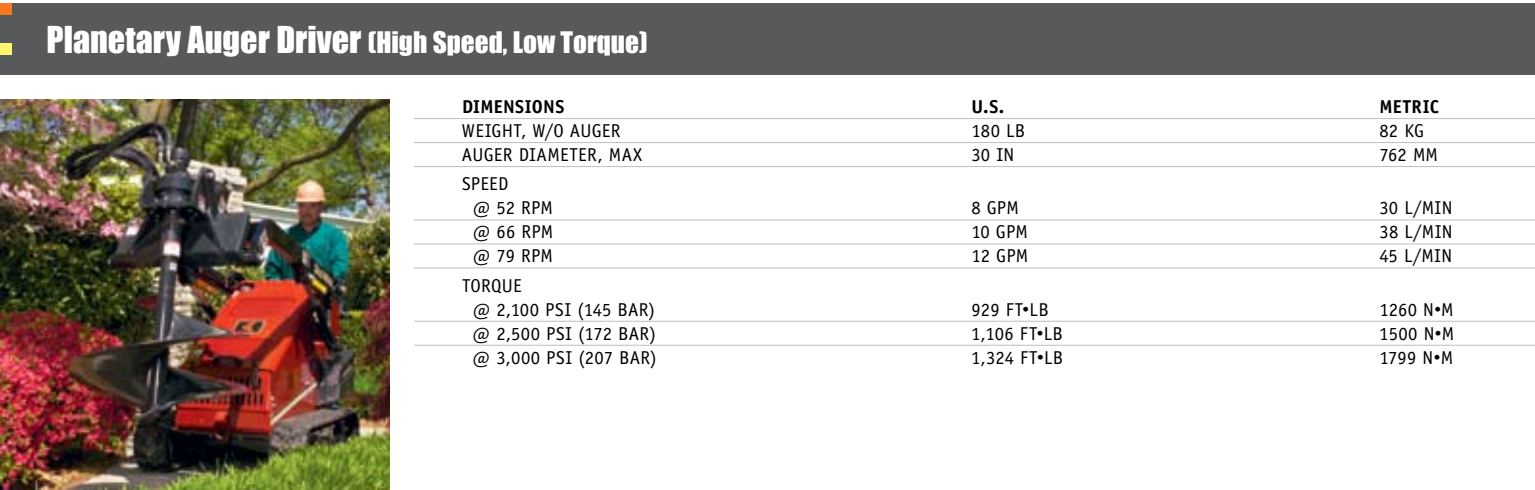 Planetary Auger Driver (High Speed, Low Torque)
DIMENSIONS U.S. METRIC
WEIGHT, W/O AUGER 180 LB 82 KG
AUGER DIAMETER, MAX 30 IN 762 MM
SPEED
@ 52 RPM 8 GPM 30 L/MIN
@ 66 RPM 10 GPM 38 L/MIN
@ 79 RPM 12 GPM 45 L/MIN
TORQUE
@ 2,100 PSI (145 BAR) 929 FT•LB 1260 N•M
@ 2,500 PSI (172 BAR) 1,106 FT•LB 1500 N•M
@ 3,000 PSI (207 BAR) 1,324 FT•LB 1799 N•M